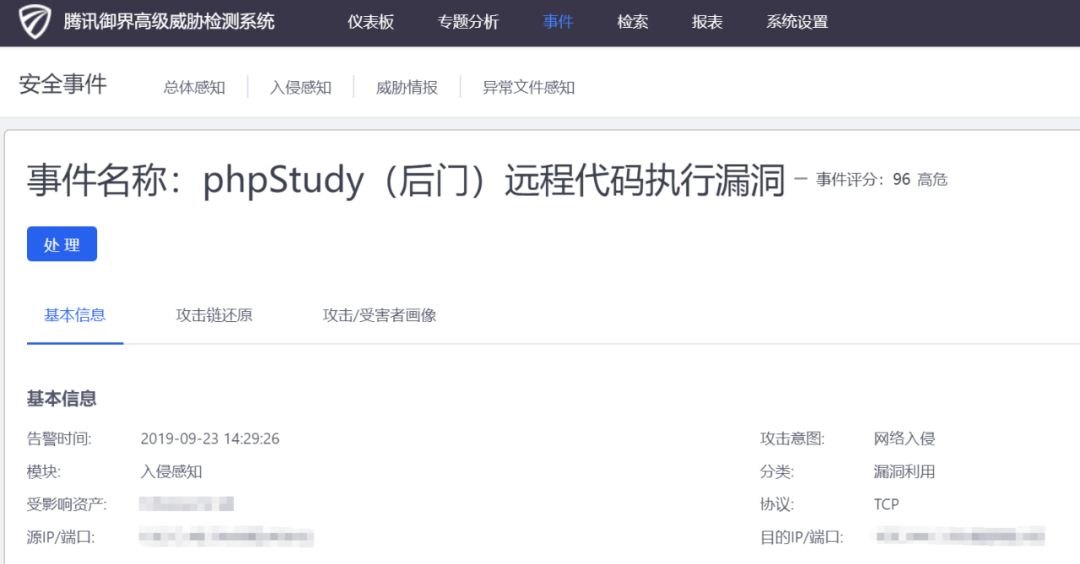 腾讯御界高级威胁检测系统 仪表板 专题分析 事件 检索 报表 系统设置
安全事件 总体感知 入侵感知 威胁情报 异常文件感知
事件名称：phpStudy（后门）远程代码执行漏洞 – 事件评分：96 高危
处 理
基本信息 攻击链还原 攻击/受害者画像
基本信息
告警时间: 2019-09-23 14:29:26 攻击意图: 网络入侵
模块: 入侵感知 分类: 漏洞利用
受影响资产: 协议: TCP
源IP/端口: 目的IP/端口: